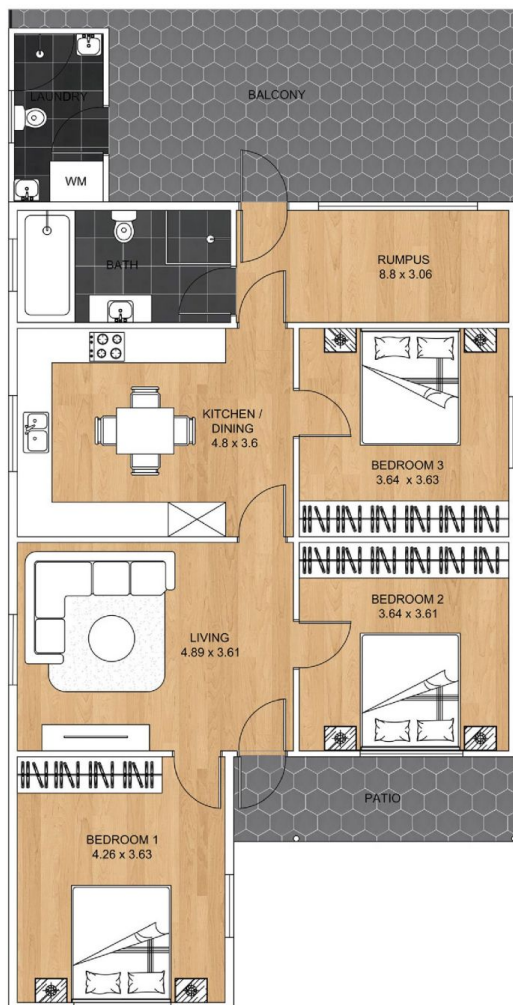 LAUNDRY
BALCONY
WM
BATH
RUMPUS
8.8 x 3.06
KITCHEN /
DINING
4.8 x 3.6
BEDROOM 3
3.64 x 3.63
BEDROOM 2
3.64 x 3.61
LIVING
4.89 x 3.61
PATIO
BEDROOM 1
4.26 x 3.63